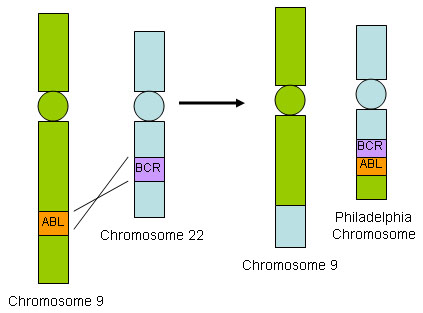 ABL
BCR
BCR
ABL
Chromosome 9
Chromosome 22
Chromosome 9
Philadelphia
Chromosome